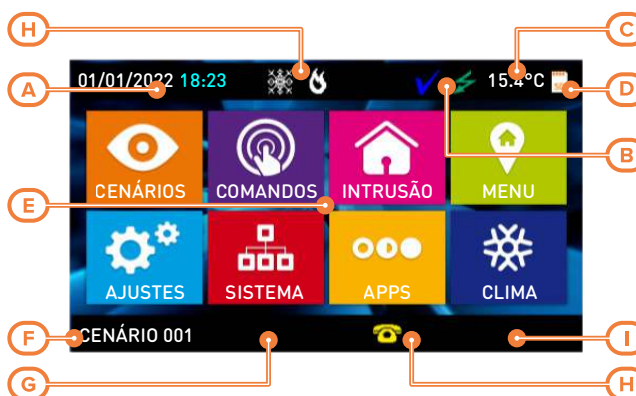 H
C
A
01/01/2022 18:23
15.4°C
D
B
CENÁRIOS
COMANDOS
INTRUSÃO
MENU
E
AJUSTES
SISTEMA
APPS
CLIMA
F
CENÁRIO 001
I
G
H